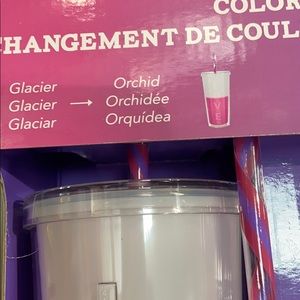 COLOR
CHANGEMENT DE COUL
Glacier Orchid
Glacier → Orchidée
Glaciar Orquídea